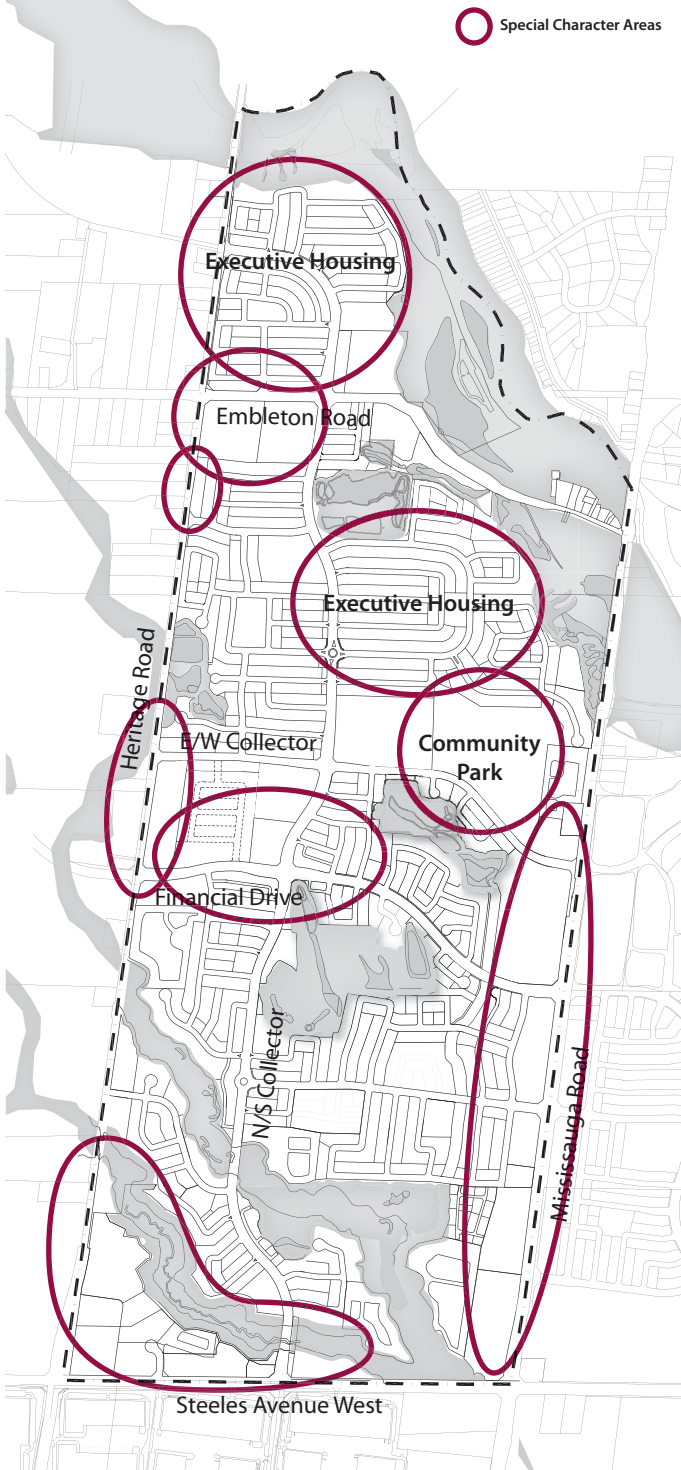 Special Character Areas
Executive Housing
Embleton Road
Executive Housing
Heritage Road
E/W Collector
Community
Park
Financial Drive
N/S Collector
Mississauga Road
Steeles Avenue West